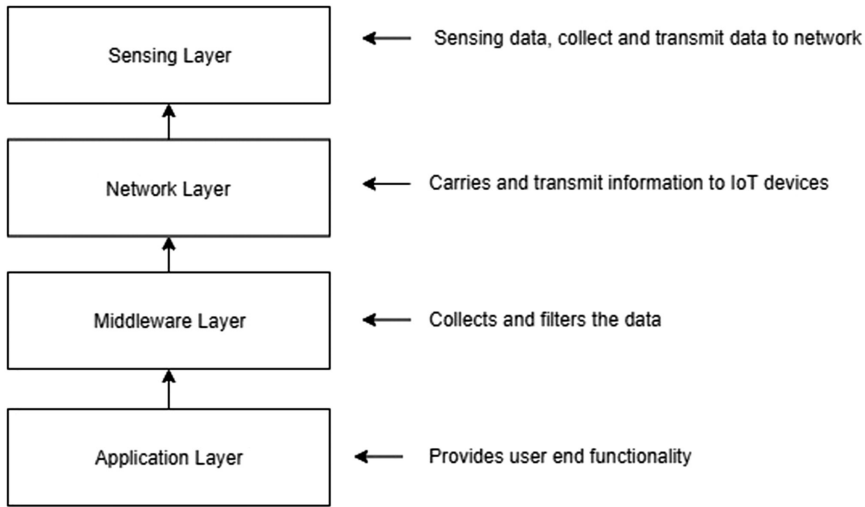 Sensing Layer
Sensing data, collect and transmit data to network
Network Layer
Carries and transmit information to IoT devices
Middleware Layer
Collects and filters the data
Application Layer
Provides user end functionality